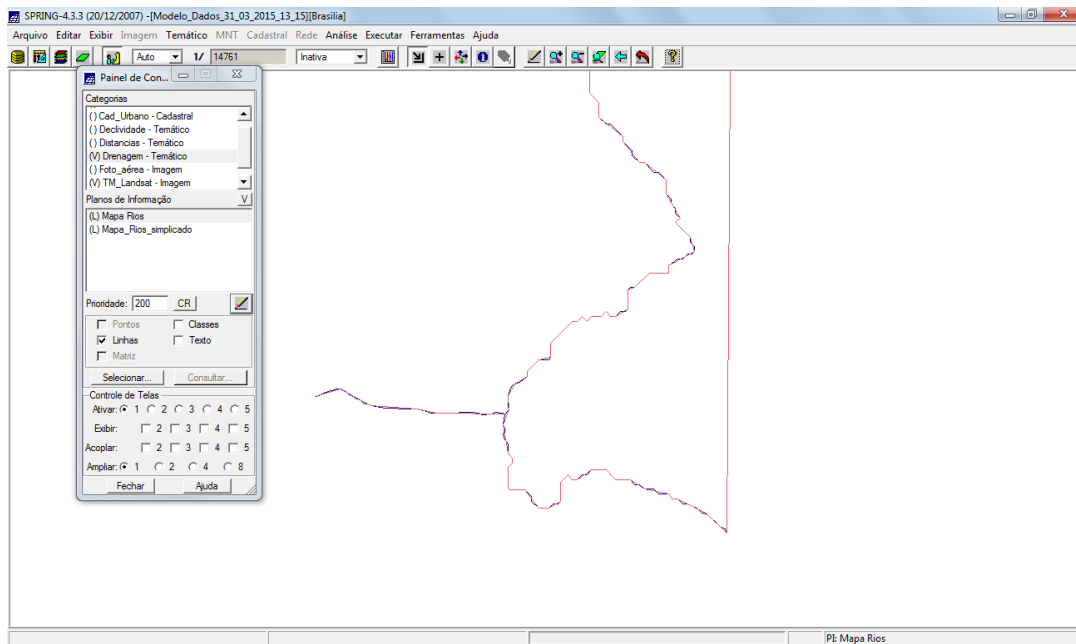 SPRING-4.3.3 (20/12/2007) -[Modelo_Dados_31_03_2015_13_15][Brasilia]
Arquivo Editar Exibir Imagem Temático MNT Cadastral Rede Análise Executar Ferramentas Ajuda
Auto 1/ 14761 Inativa
Painel de Con...
Categorias
( ) Cad_Urbano - Cadastral
( ) Declividade - Temático
( ) Distancias - Temático
(V) Drenagem - Temático
( ) Foto_aérea - Imagem
(V) TM_Landsat - Imagem
Planos de Informação V
(L) Mapa Rios
(L) Mapa_Rios_simplicado
Prioridade: 200 CR
Pontos Classes
Linhas Texto
Matriz
Selecionar... Consultar...
Controle de Telas
Ativar: 1 2 3 4 5
Exibir: 2 3 4 5
Acoplar: 2 3 4 5
Ampliar: 1 2 4 8
Fechar Ajuda
PI: Mapa Rios